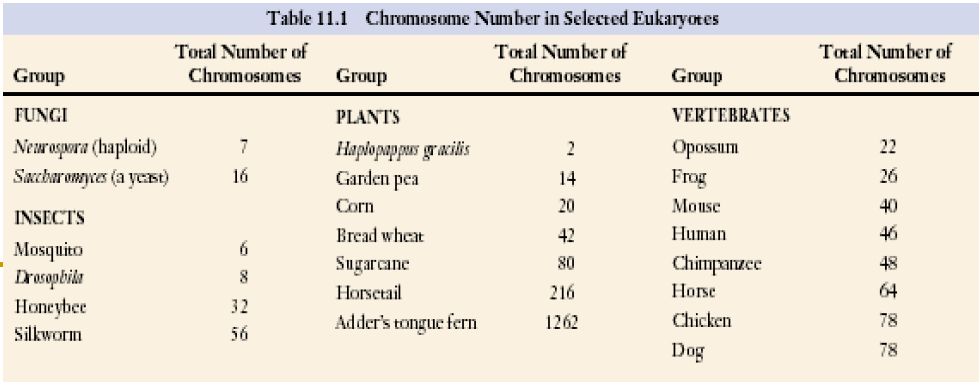 Table 11.1 Chromosome Number in Selected Eukaryotes
Group Total Number of Chromosomes Group Total Number of Chromosomes Group Total Number of Chromosomes
FUNGI
Neurospora (haploid) 7
Saccharomyces (a yeast) 16
INSECTS
Mosquito 6
Drosophila 8
Honeybee 32
Silkworm 56
PLANTS
Haplopappus gracilis 2
Garden pea 14
Corn 20
Bread wheat 42
Sugarcane 80
Horsetail 216
Adder's tongue fern 1262
VERTEBRATES
Opossum 22
Frog 26
Mouse 40
Human 46
Chimpanzee 48
Horse 64
Chicken 78
Dog 78